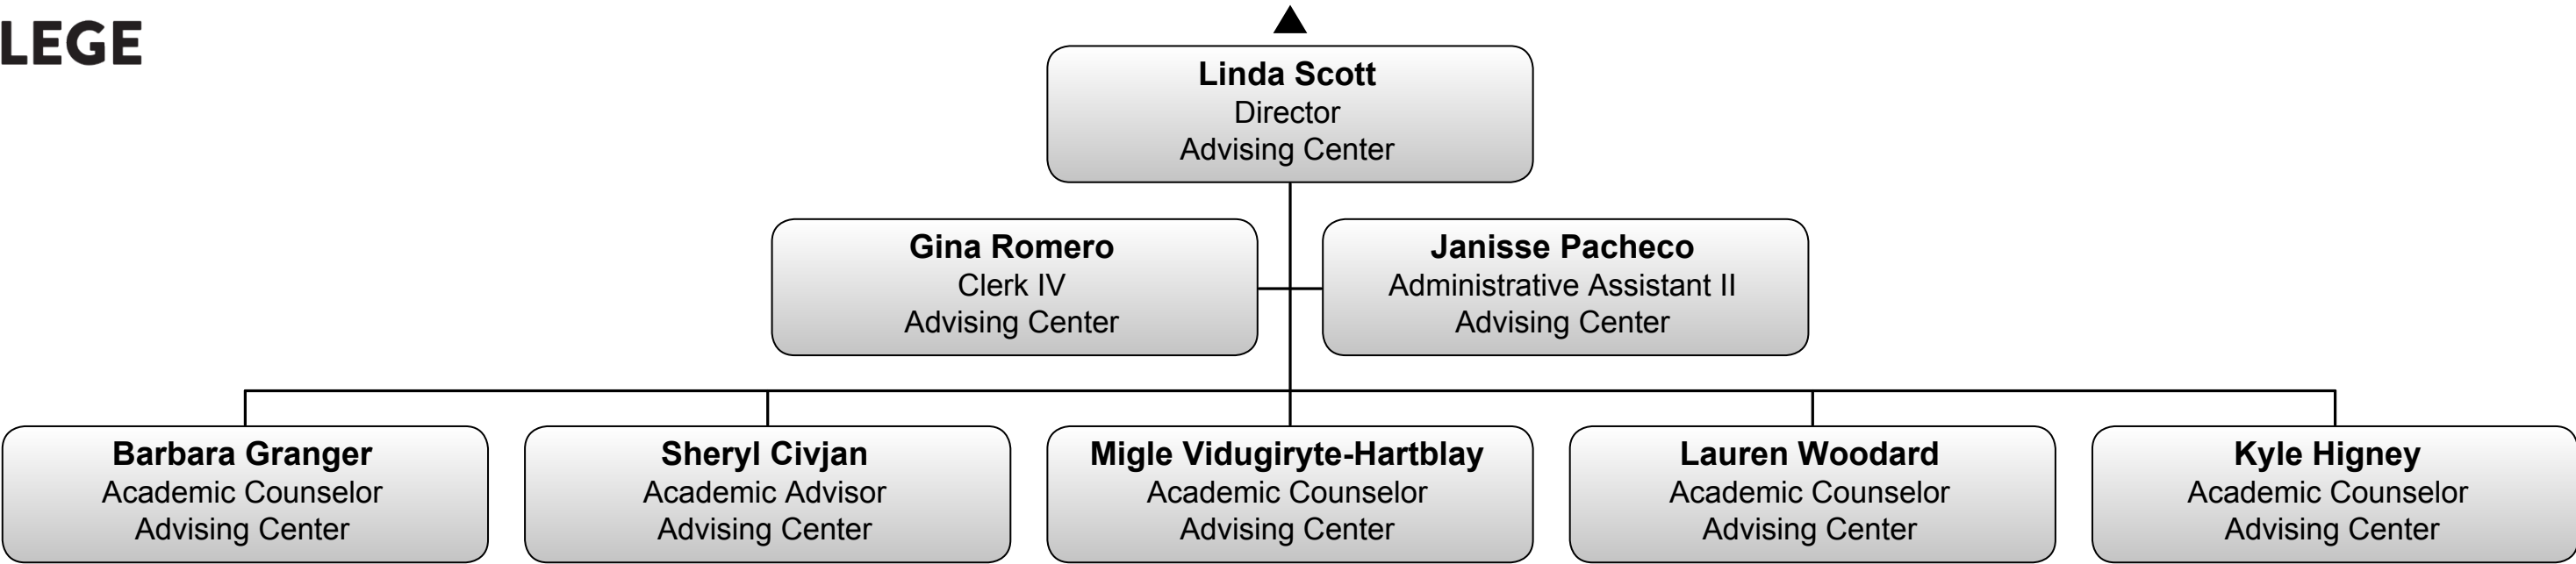 LEGE
Linda Scott
Director
Advising Center
Gina Romero
Clerk IV
Advising Center
Janisse Pacheco
Administrative Assistant II
Advising Center
Barbara Granger
Academic Counselor
Advising Center
Sheryl Civjan
Academic Advisor
Advising Center
Migle Vidugiryte-Hartblay
Academic Counselor
Advising Center
Lauren Woodard
Academic Counselor
Advising Center
Kyle Higney
Academic Counselor
Advising Center